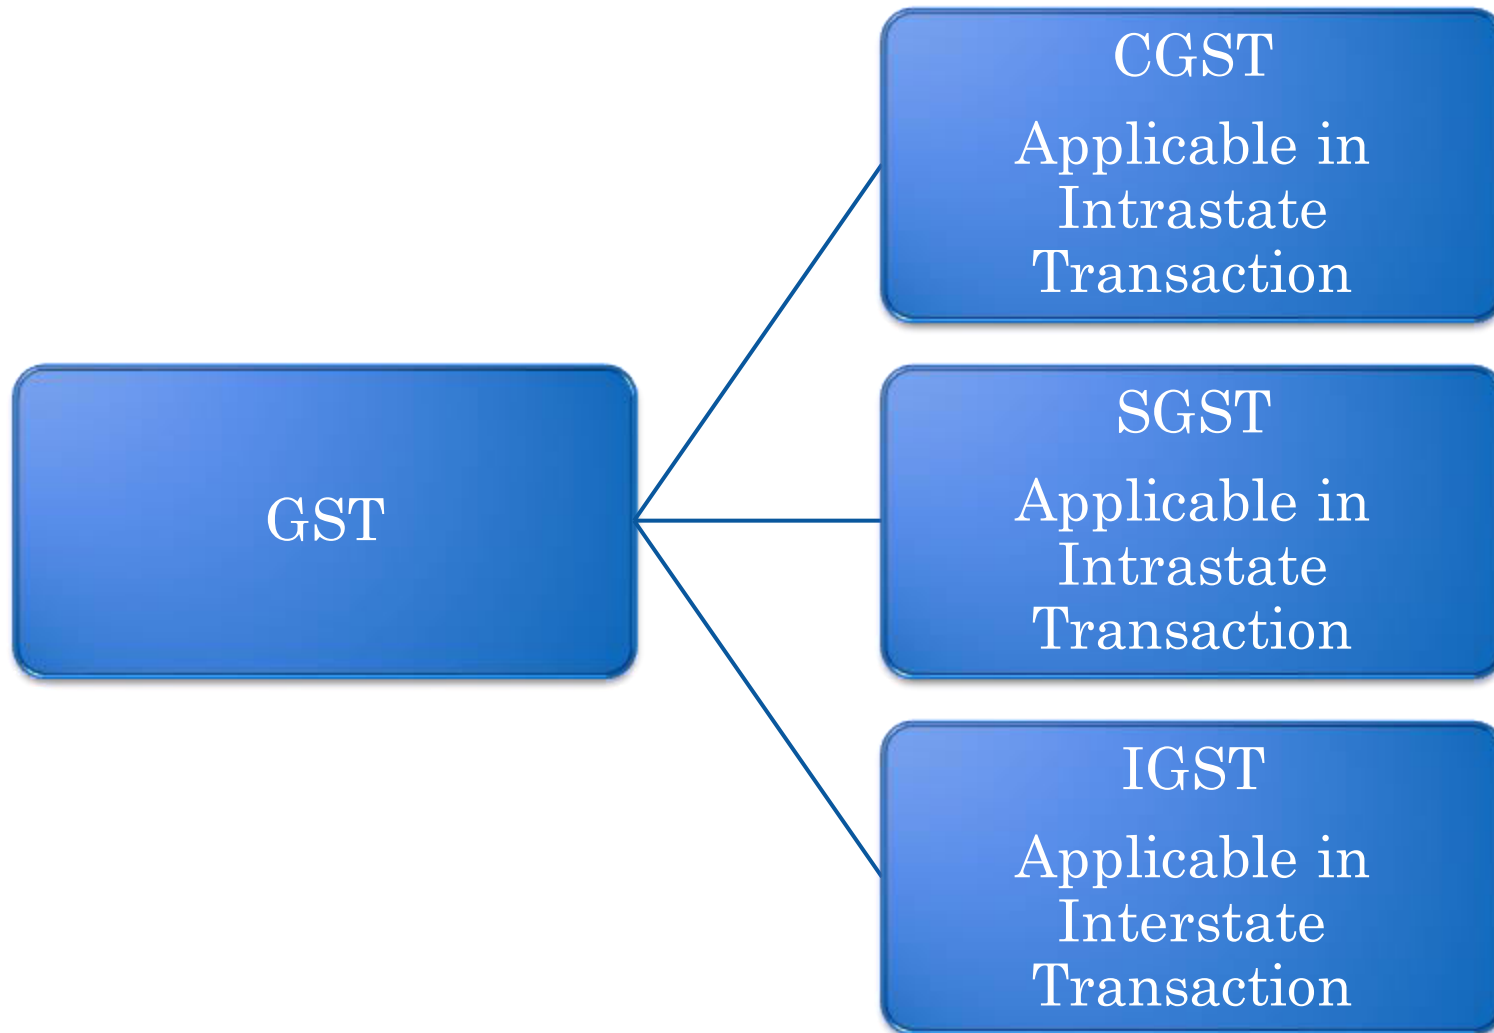 GST
CGST
Applicable in
Intrastate
Transaction
SGST
Applicable in
Intrastate
Transaction
IGST
Applicable in
Interstate
Transaction